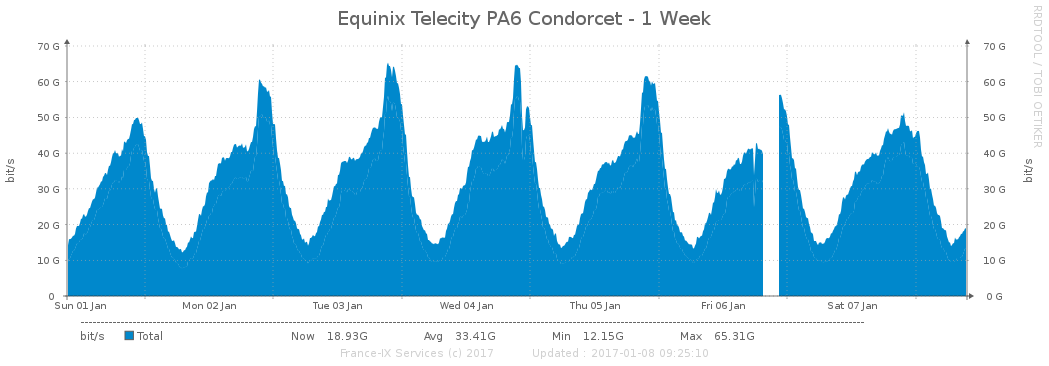 Equinix Telecity PA6 Condorcet - 1 Week
RRDTOOL / TOBI OETIKER
bit/s
70 G
60 G
50 G
40 G
30 G
20 G
10 G
0
70 G
60 G
50 G
40 G
30 G
20 G
10 G
0 G
bit/s
Sun 01 Jan Mon 02 Jan Tue 03 Jan Wed 04 Jan Thu 05 Jan Fri 06 Jan Sat 07 Jan
bit/s Total Now 18.93G Avg 33.41G Min 12.15G Max 65.31G
France-IX Services (c) 2017 Updated : 2017-01-08 09:25:10